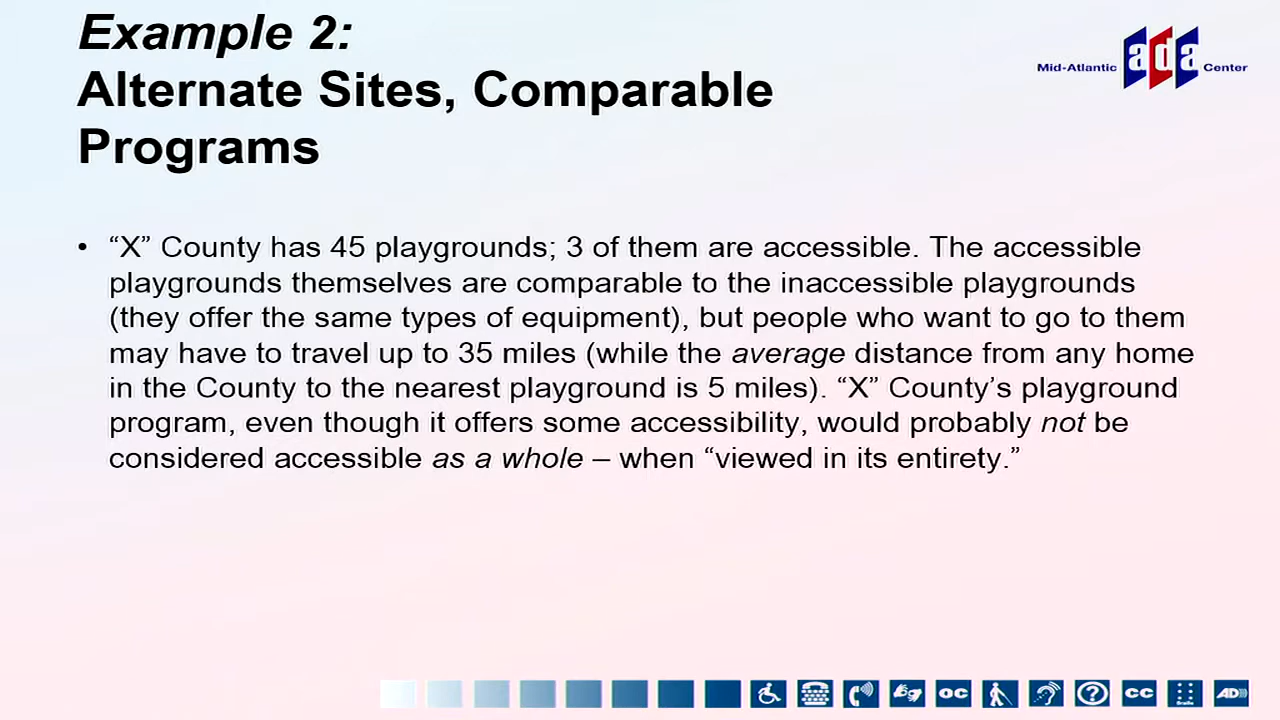 Example 2:
Alternate Sites, Comparable
Programs
Mid-Atlantic ada Center
• “X” County has 45 playgrounds; 3 of them are accessible. The accessible
playgrounds themselves are comparable to the inaccessible playgrounds
(they offer the same types of equipment), but people who want to go to them
may have to travel up to 35 miles (while the average distance from any home
in the County to the nearest playground is 5 miles). “X” County’s playground
program, even though it offers some accessibility, would probably not be
considered accessible as a whole – when “viewed in its entirety.”
OC ? CC Braille AD)))